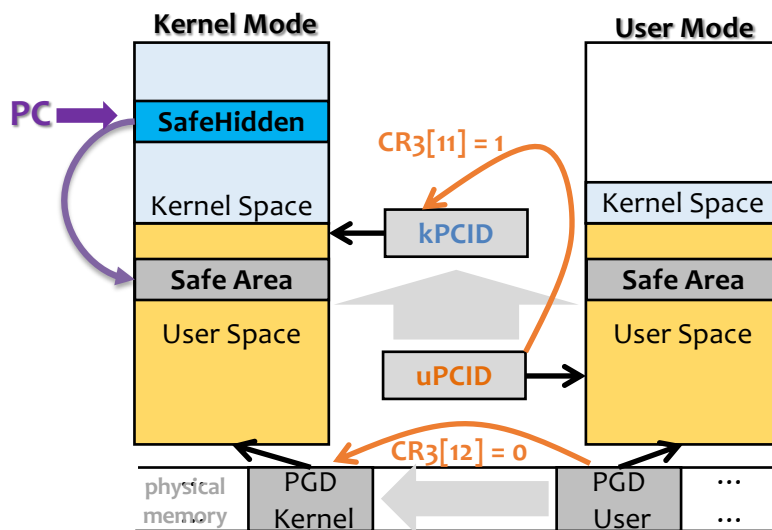 Kernel Mode
User Mode
PC
SafeHidden
CR3[11] = 1
Kernel Space
Kernel Space
kPCID
Safe Area
Safe Area
User Space
User Space
uPCID
CR3[12] = 0
physical
memory
...
...
PGD
Kernel
PGD
User
...
...